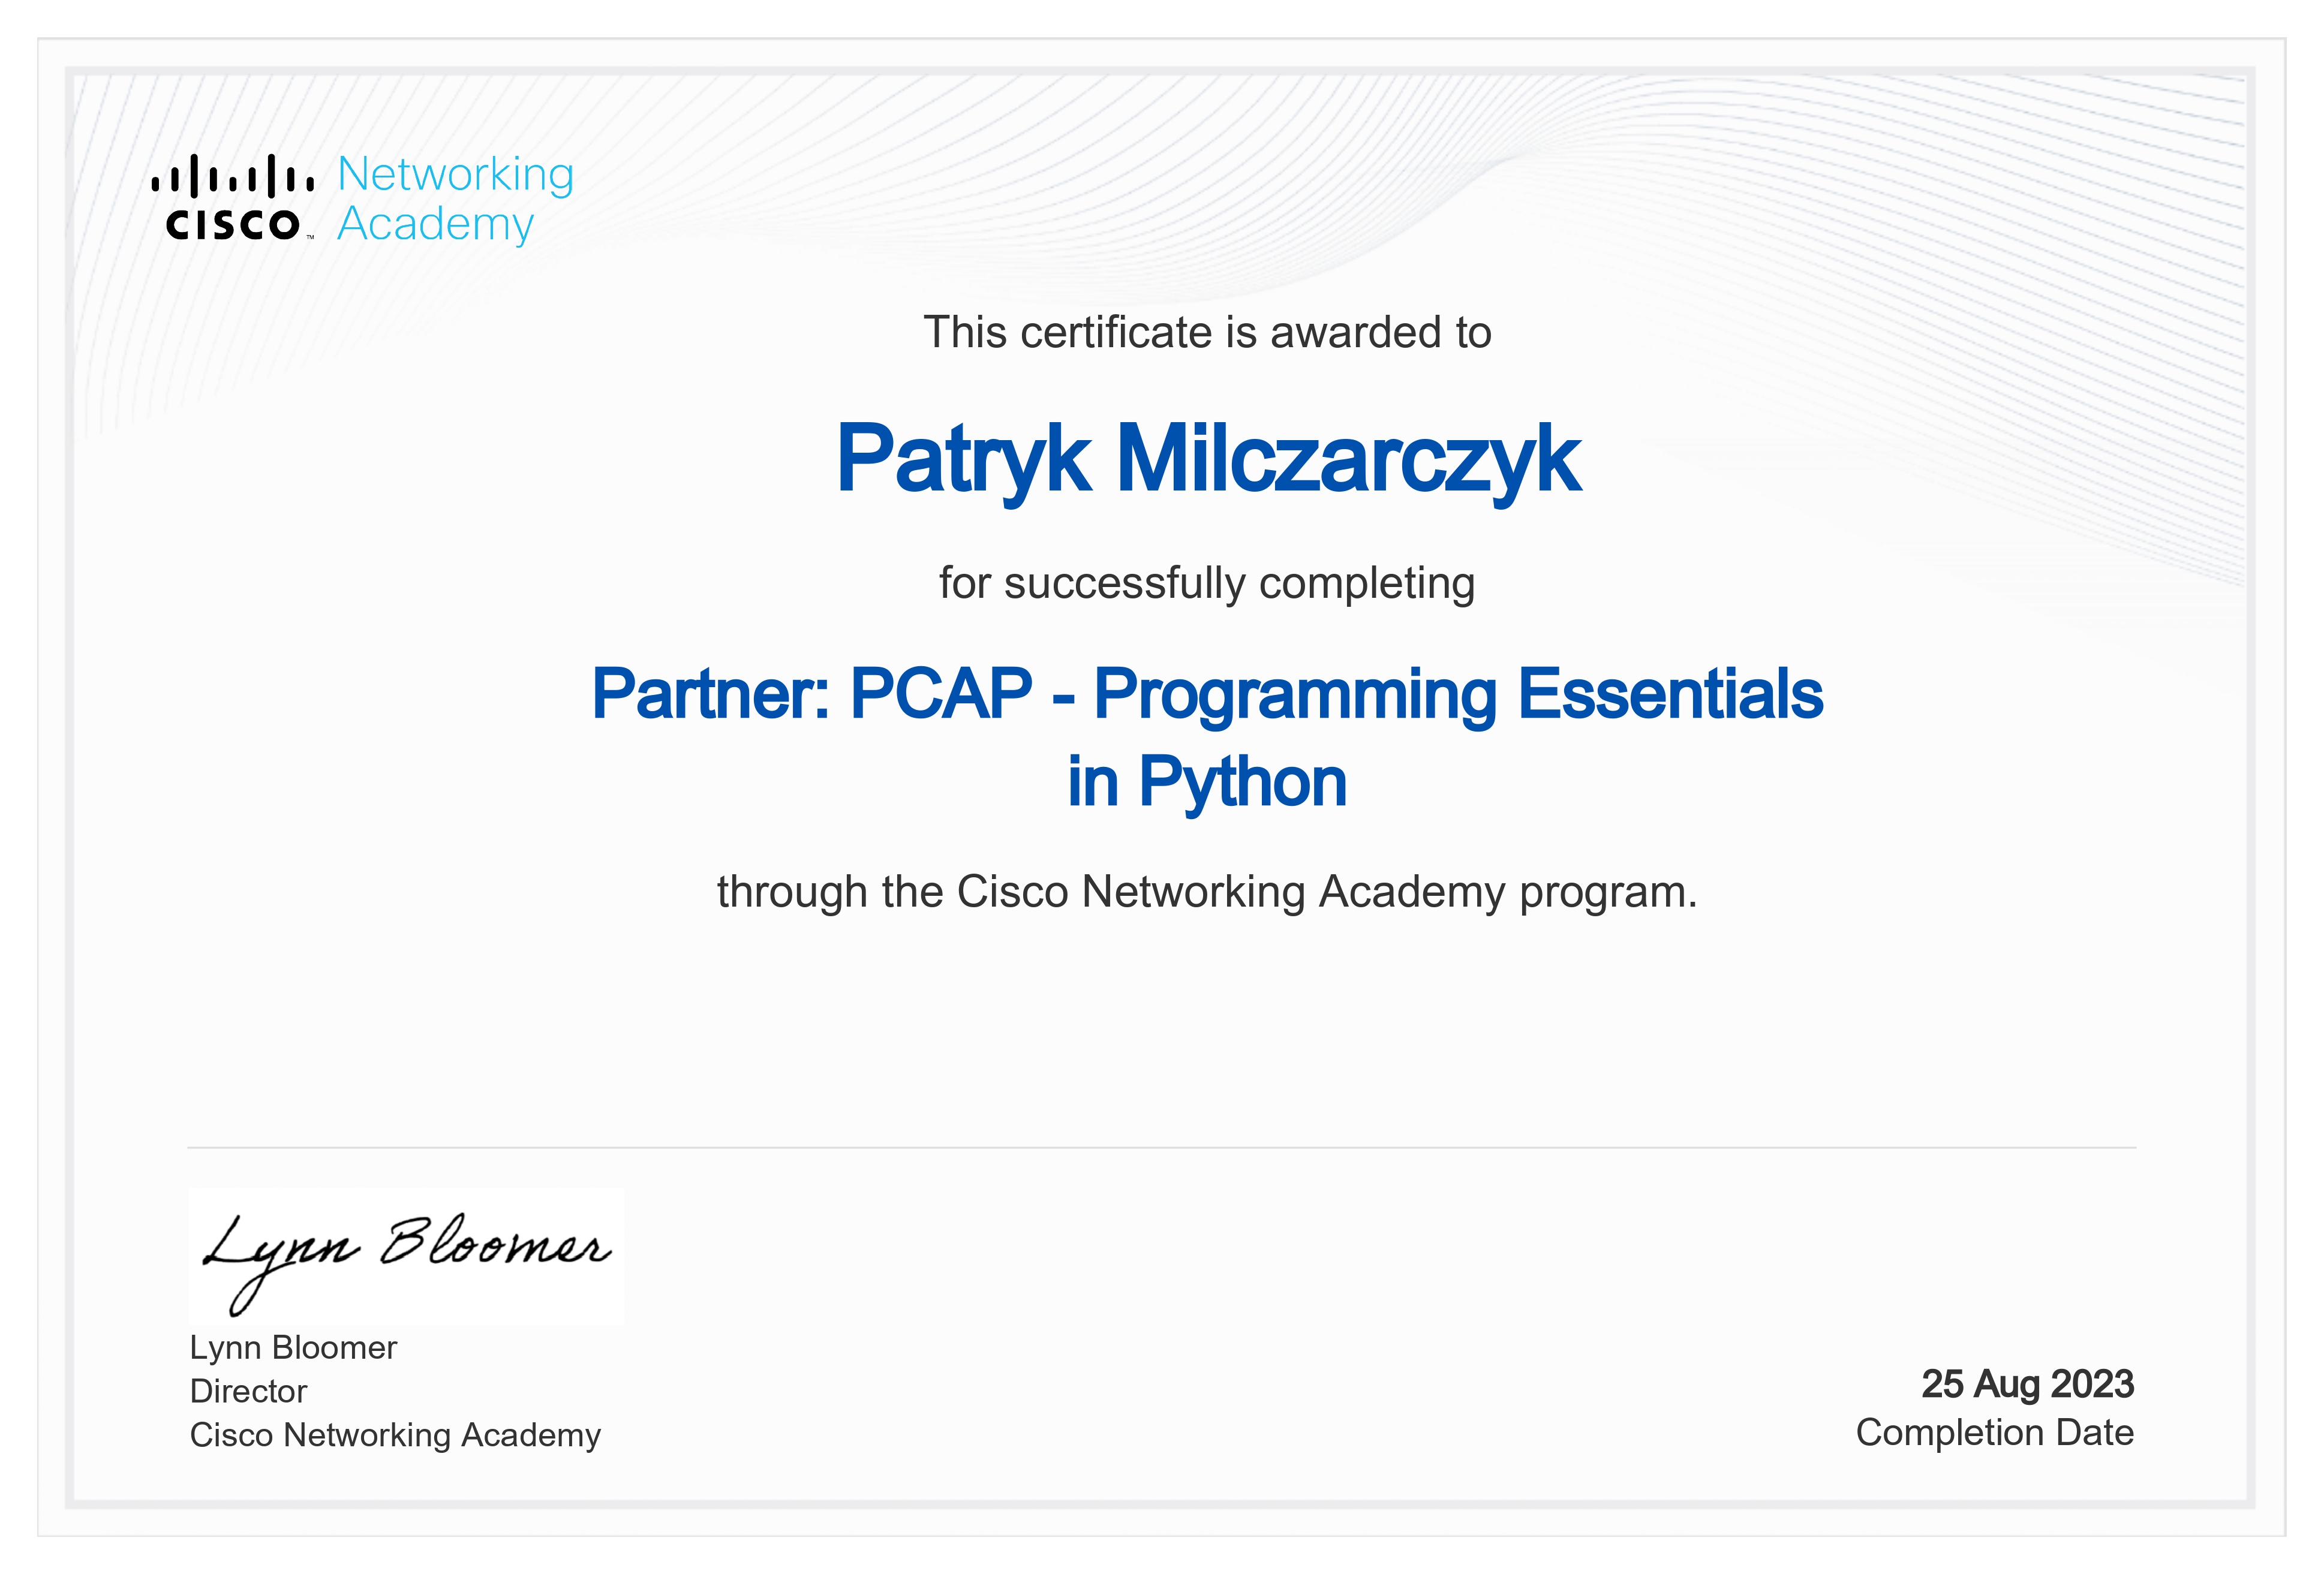 Networking
Academy
CISCO™
This certificate is awarded to
Patryk Milczarczyk
for successfully completing
Partner: PCAP - Programming Essentials
in Python
through the Cisco Networking Academy program.
Lynn Bloomer
Lynn Bloomer
Director
Cisco Networking Academy
25 Aug 2023
Completion Date